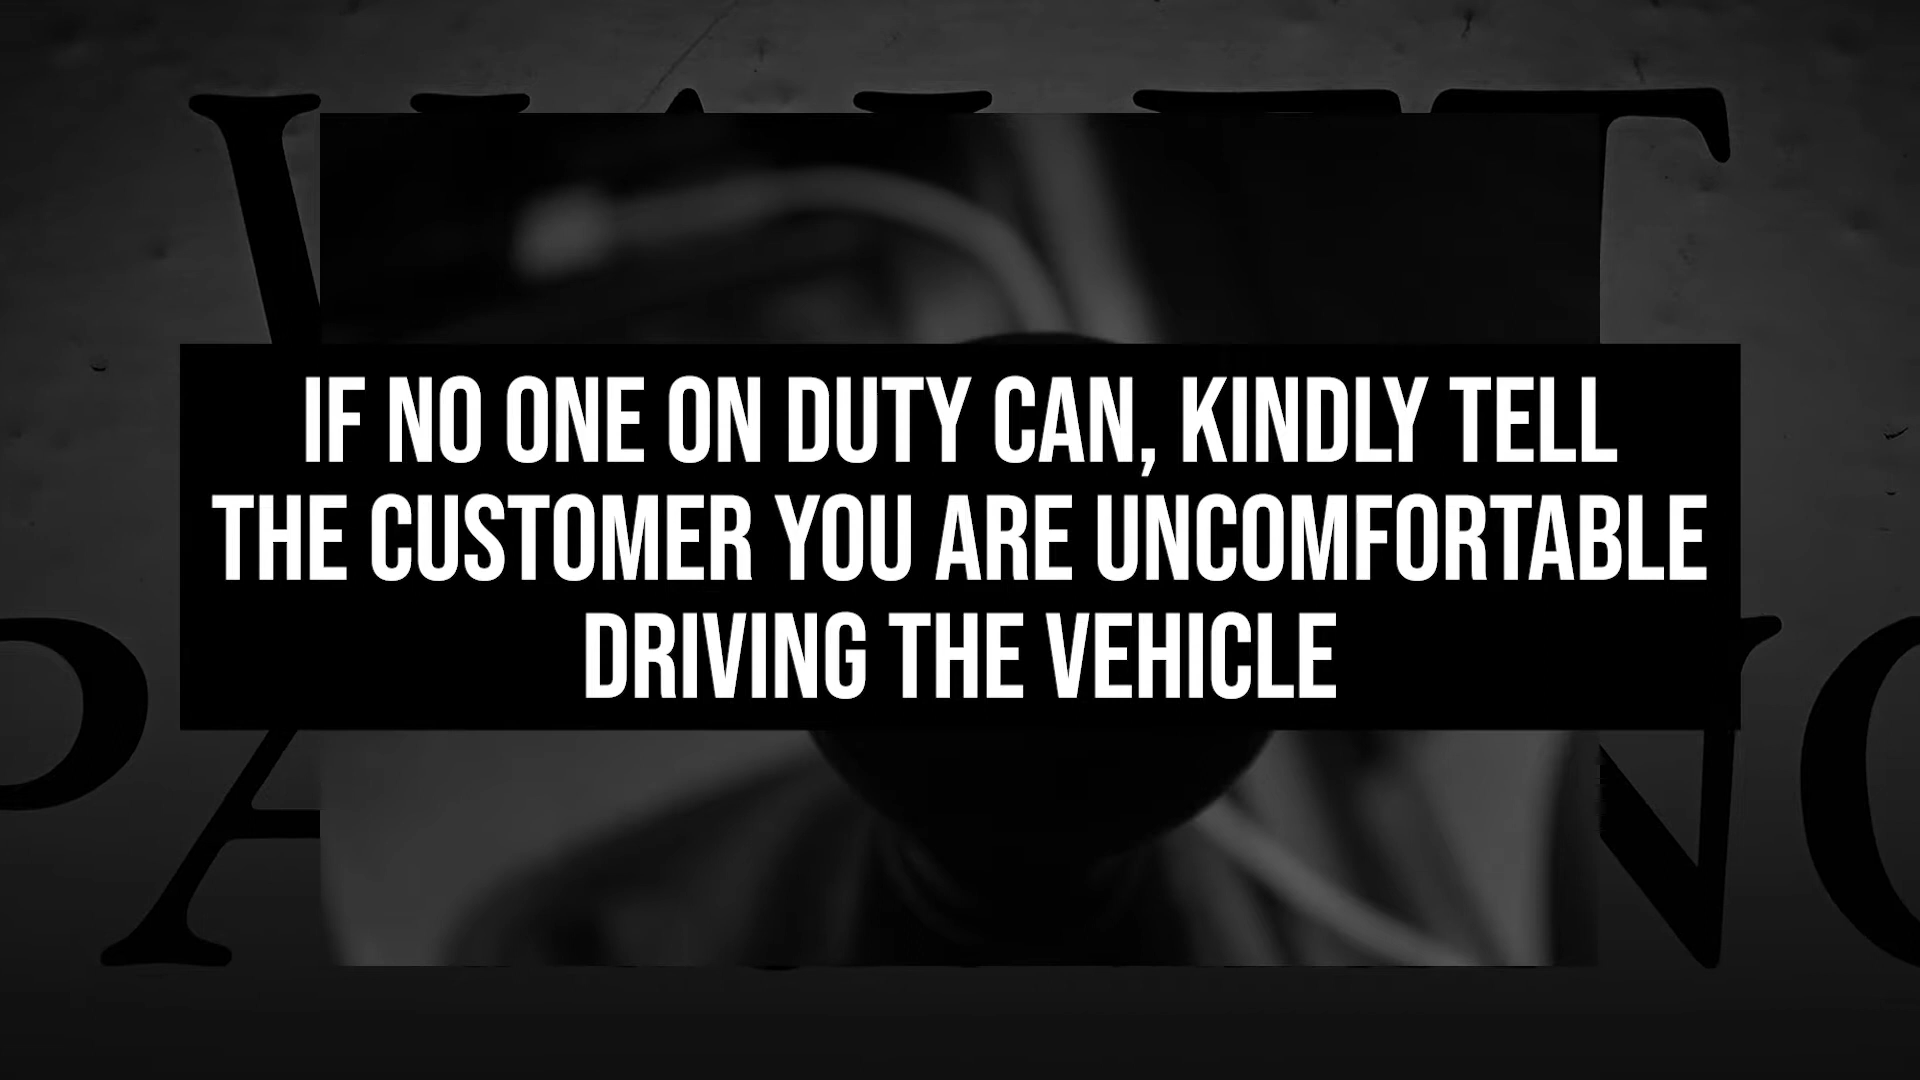 IF NO ONE ON DUTY CAN, KINDLY TELL
THE CUSTOMER YOU ARE UNCOMFORTABLE
DRIVING THE VEHICLE